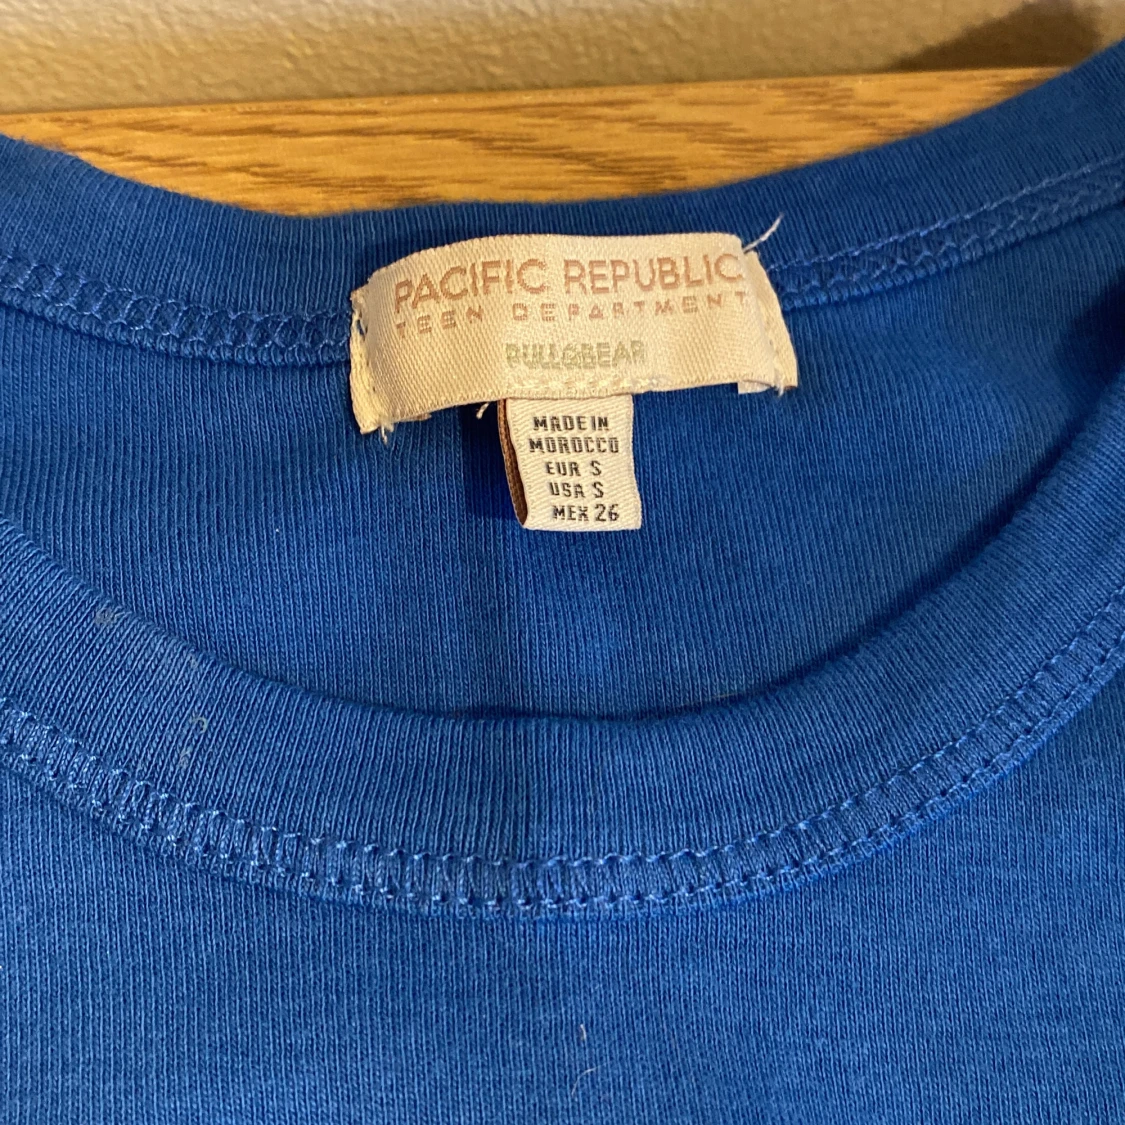 PACIFIC REPUBLIC
TEEN DEPARTMENT
PULL&BEAR
MADE IN
MOROCCO
EUR S
USA S
MEX 26